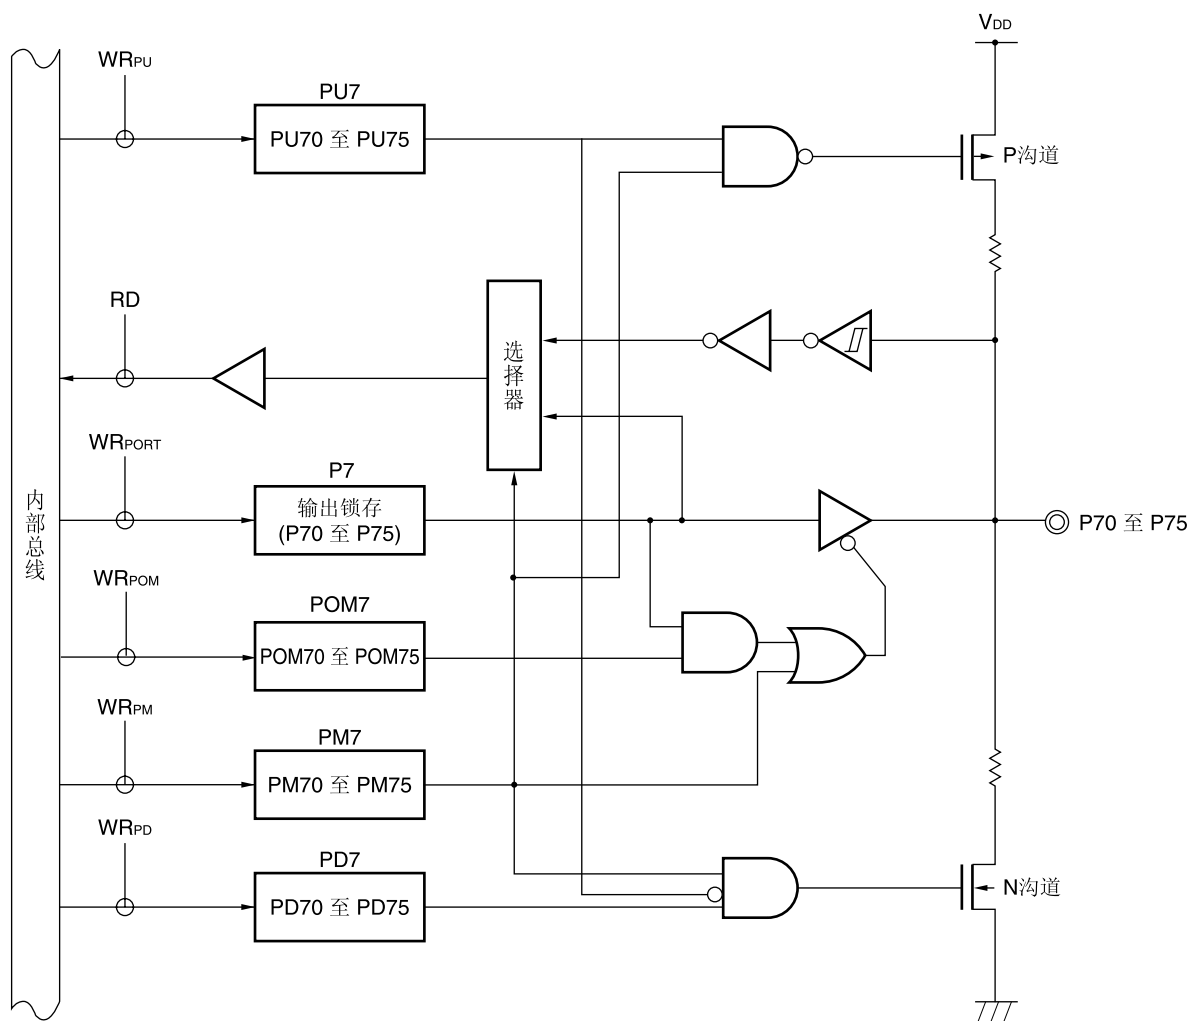 VDD
WRPU
PU7
PU70 至 PU75
P沟道
RD
选择器
WRPORT
P7
输出锁存
(P70 至 P75)
P70 至 P75
内部总线
WRPOM
POM7
POM70 至 POM75
WRPM
PM7
PM70 至 PM75
WRPD
PD7
PD70 至 PD75
N沟道